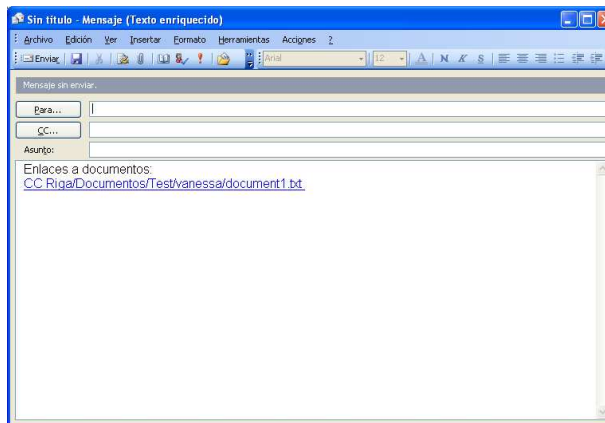 Sin título - Mensaje (Texto enriquecido)
Archivo Edición Ver Insertar Formato Herramientas Acciones ?
Enviar Arial 12 A N K S
Mensaje sin enviar.
Para...
CC...
Asunto:
Enlaces a documentos:
CC Riga/Documentos/Test/vanessa/document1.txt